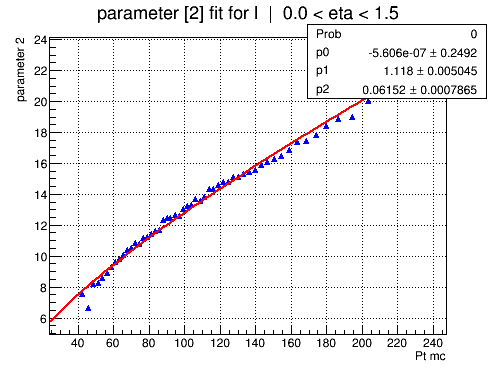 parameter [2] fit for l | 0.0 < eta < 1.5
Prob 0
p0 -5.606e-07 ± 0.2492
p1 1.118 ± 0.005045
p2 0.06152 ± 0.0007865
parameter 2
24
22
20
18
16
14
12
10
8
6
40 60 80 100 120 140 160 180 200 220 240
Pt mc